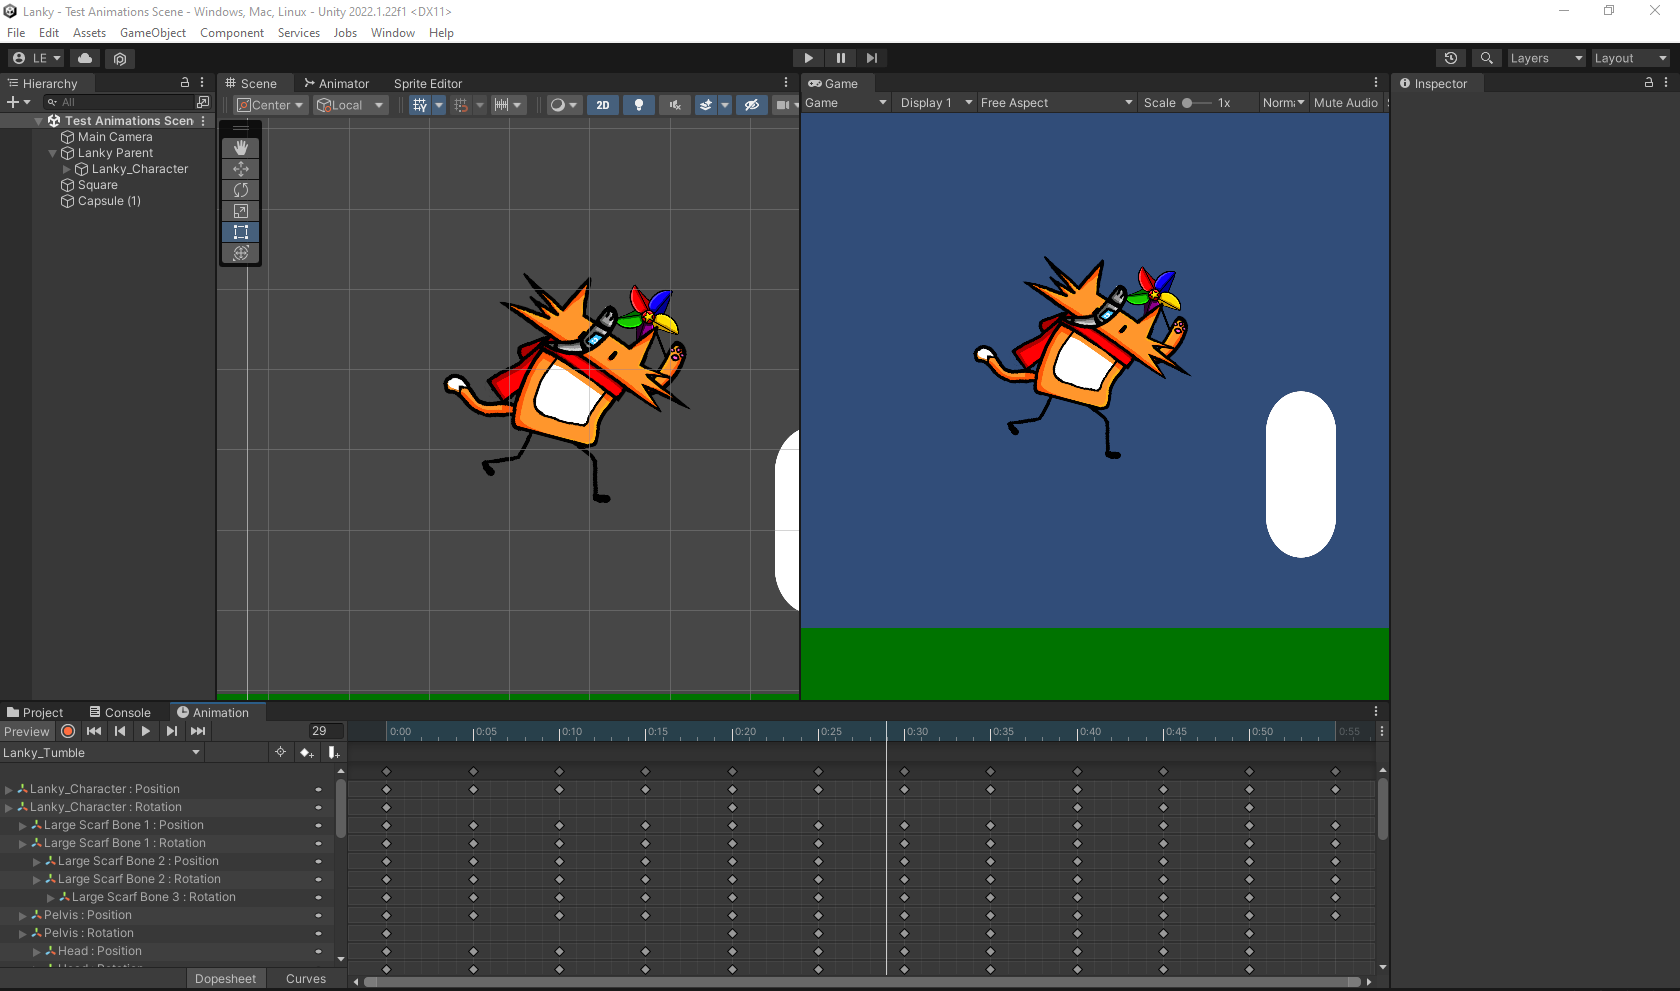 Lanky - Test Animations Scene - Windows, Mac, Linux - Unity 2022.1.22f1 <DX11>
File Edit Assets GameObject Component Services Jobs Window Help
LE Layers Layout
Hierarchy Scene Animator Sprite Editor Game Inspector
All Center Local 2D Game Display 1 Free Aspect Scale 1x Norm Mute Audio
Test Animations Scen
Main Camera
Lanky Parent
Lanky_Character
Square
Capsule (1)
Project Console Animation
Preview 29 0:00 0:05 0:10 0:15 0:20 0:25 0:30 0:35 0:40 0:45 0:50 0:55
Lanky_Tumble
Lanky_Character : Position
Lanky_Character : Rotation
Large Scarf Bone 1 : Position
Large Scarf Bone 1 : Rotation
Large Scarf Bone 2 : Position
Large Scarf Bone 2 : Rotation
Large Scarf Bone 3 : Rotation
Pelvis : Position
Pelvis : Rotation
Head : Position
Dopesheet Curves